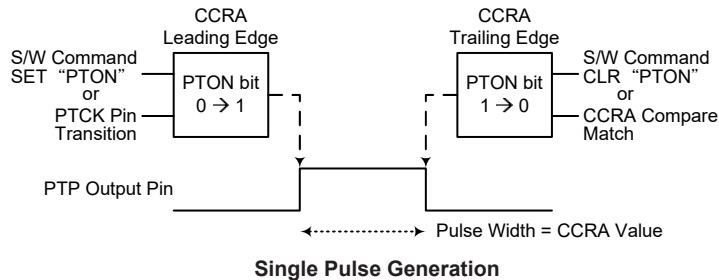 CCRA
Leading Edge
S/W Command
SET “PTON”
or
PTCK Pin
Transition
PTON bit
0 → 1
CCRA
Trailing Edge
PTON bit
1 → 0
S/W Command
CLR “PTON”
or
CCRA Compare
Match
PTP Output Pin
Pulse Width = CCRA Value
Single Pulse Generation